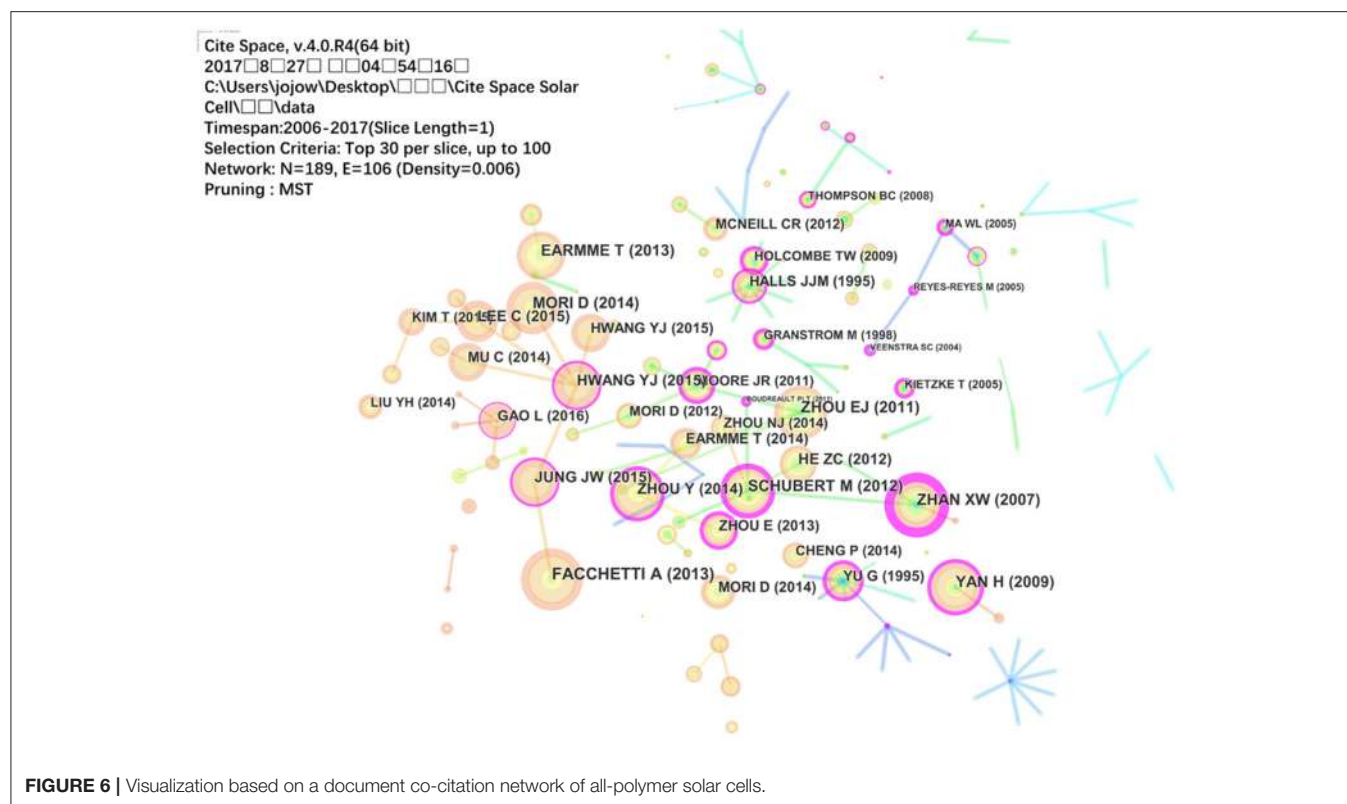 Cite Space, v.4.0.R4(64 bit)
2017□8□27□ □□04□54□16□
C:\Users\jojow\Desktop\□□□\Cite Space Solar
Cell\□□\data
Timespan:2006-2017(Slice Length=1)
Selection Criteria: Top 30 per slice, up to 100
Network: N=189, E=106 (Density=0.006)
Pruning : MST
THOMPSON BC (2008)
MCNEILL CR (2012)
MA WL (2005)
EARMME T (2013)
HOLCOMBE TW (2009)
HALLS JJM (1995)
REYES-REYES M (2005)
MORI D (2014)
KIM T (2015)
LEE C (2015)
HWANG YJ (2015)
GRANSTROM M (1998)
VEENSTRA SC (2004)
MU C (2014)
HWANG YJ (2015)
MOORE JR (2011)
KIETZKE T (2005)
LIU YH (2014)
GAO L (2016)
MORI D (2012)
BOUDREAULT PLT (2011)
ZHOU EJ (2011)
ZHOU NJ (2014)
EARMME T (2014)
HE ZC (2012)
JUNG JW (2015)
ZHOU Y (2014)
SCHUBERT M (2012)
ZHAN XW (2007)
ZHOU E (2013)
CHENG P (2014)
FACCHETTI A (2013)
MORI D (2014)
YU G (1995)
YAN H (2009)
FIGURE 6 | Visualization based on a document co-citation network of all-polymer solar cells.